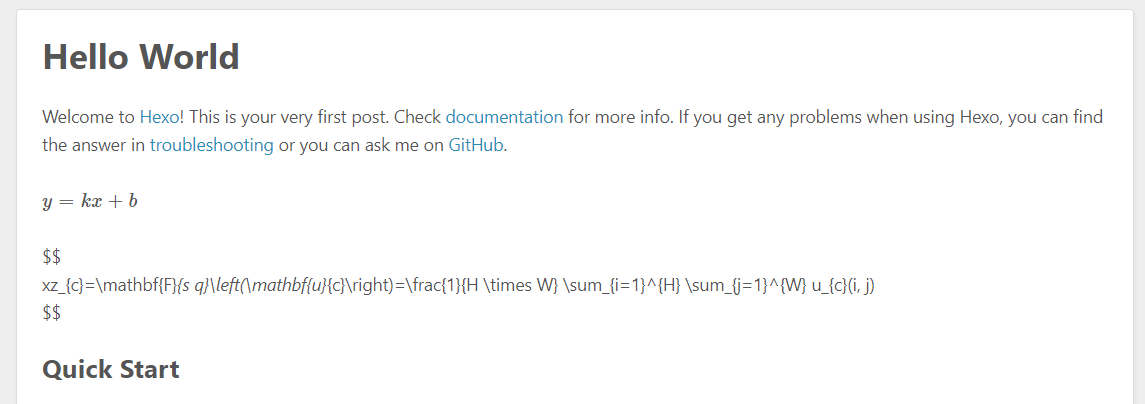 Hello World
Welcome to Hexo! This is your very first post. Check documentation for more info. If you get any problems when using Hexo, you can find
the answer in troubleshooting or you can ask me on GitHub.
y = kx + b
$$
xz_{c}=\mathbf{F}{s q}\left(\mathbf{u}{c}\right)=\frac{1}{H \times W} \sum_{i=1}^{H} \sum_{j=1}^{W} u_{c}(i, j)
$$
Quick Start